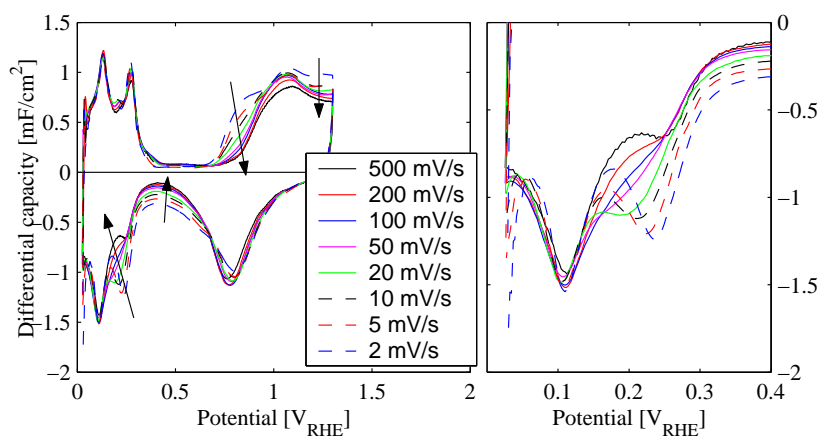 Differential capacity [mF/cm²]
1.5
1
0.5
0
−0.5
−1
−1.5
−2
0
0.5
1
1.5
2
Potential [V_RHE]
500 mV/s
200 mV/s
100 mV/s
50 mV/s
20 mV/s
10 mV/s
5 mV/s
2 mV/s
0
−0.5
−1
−1.5
−2
0.1
0.2
0.3
0.4
Potential [V_RHE]